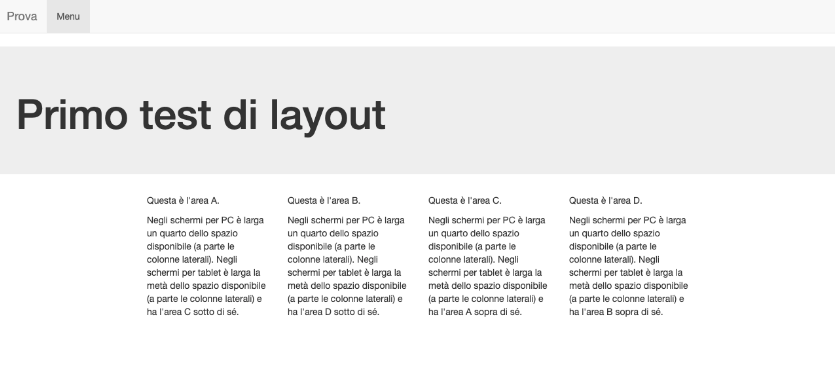 Prova Menu
Primo test di layout
Questa è l'area A.
Negli schermi per PC è larga
un quarto dello spazio
disponibile (a parte le
colonne laterali). Negli
schermi per tablet è larga la
metà dello spazio disponibile
(a parte le colonne laterali) e
ha l'area C sotto di sé.
Questa è l'area B.
Negli schermi per PC è larga
un quarto dello spazio
disponibile (a parte le
colonne laterali). Negli
schermi per tablet è larga la
metà dello spazio disponibile
(a parte le colonne laterali) e
ha l'area D sotto di sé.
Questa è l'area C.
Negli schermi per PC è larga
un quarto dello spazio
disponibile (a parte le
colonne laterali). Negli
schermi per tablet è larga la
metà dello spazio disponibile
(a parte le colonne laterali) e
ha l'area A sopra di sé.
Questa è l'area D.
Negli schermi per PC è larga
un quarto dello spazio
disponibile (a parte le
colonne laterali). Negli
schermi per tablet è larga la
metà dello spazio disponibile
(a parte le colonne laterali) e
ha l'area B sopra di sé.